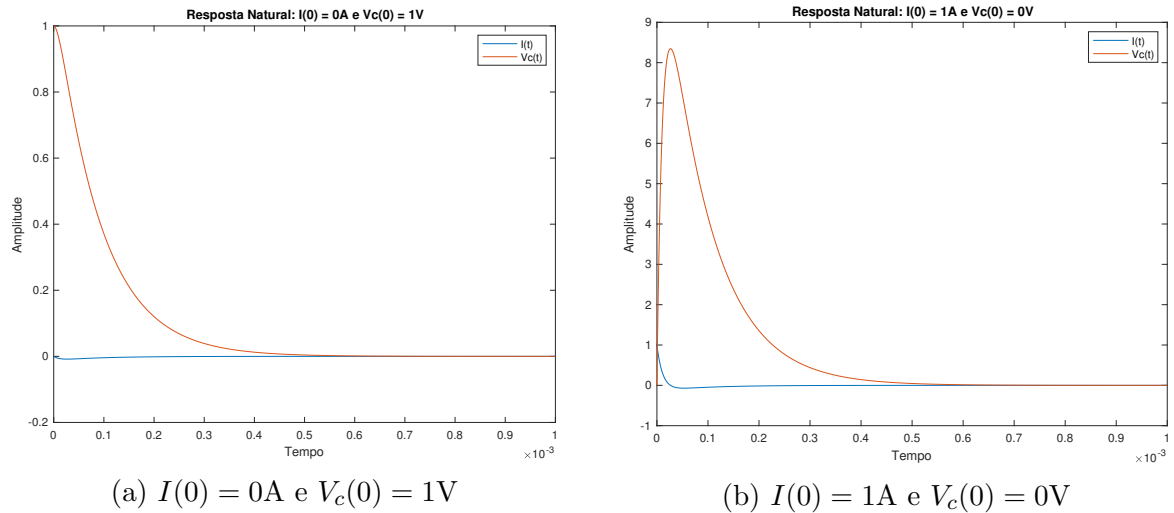 Resposta Natural: I(0) = 0A e Vc(0) = 1V
I(t)
Vc(t)
Amplitude
1
0.8
0.6
0.4
0.2
0
-0.2
0 0.1 0.2 0.3 0.4 0.5 0.6 0.7 0.8 0.9 1
Tempo
×10⁻³
(a) I(0) = 0A e V_c(0) = 1V
Resposta Natural: I(0) = 1A e Vc(0) = 0V
I(t)
Vc(t)
Amplitude
9
8
7
6
5
4
3
2
1
0
-1
0 0.1 0.2 0.3 0.4 0.5 0.6 0.7 0.8 0.9 1
Tempo
×10⁻³
(b) I(0) = 1A e V_c(0) = 0V